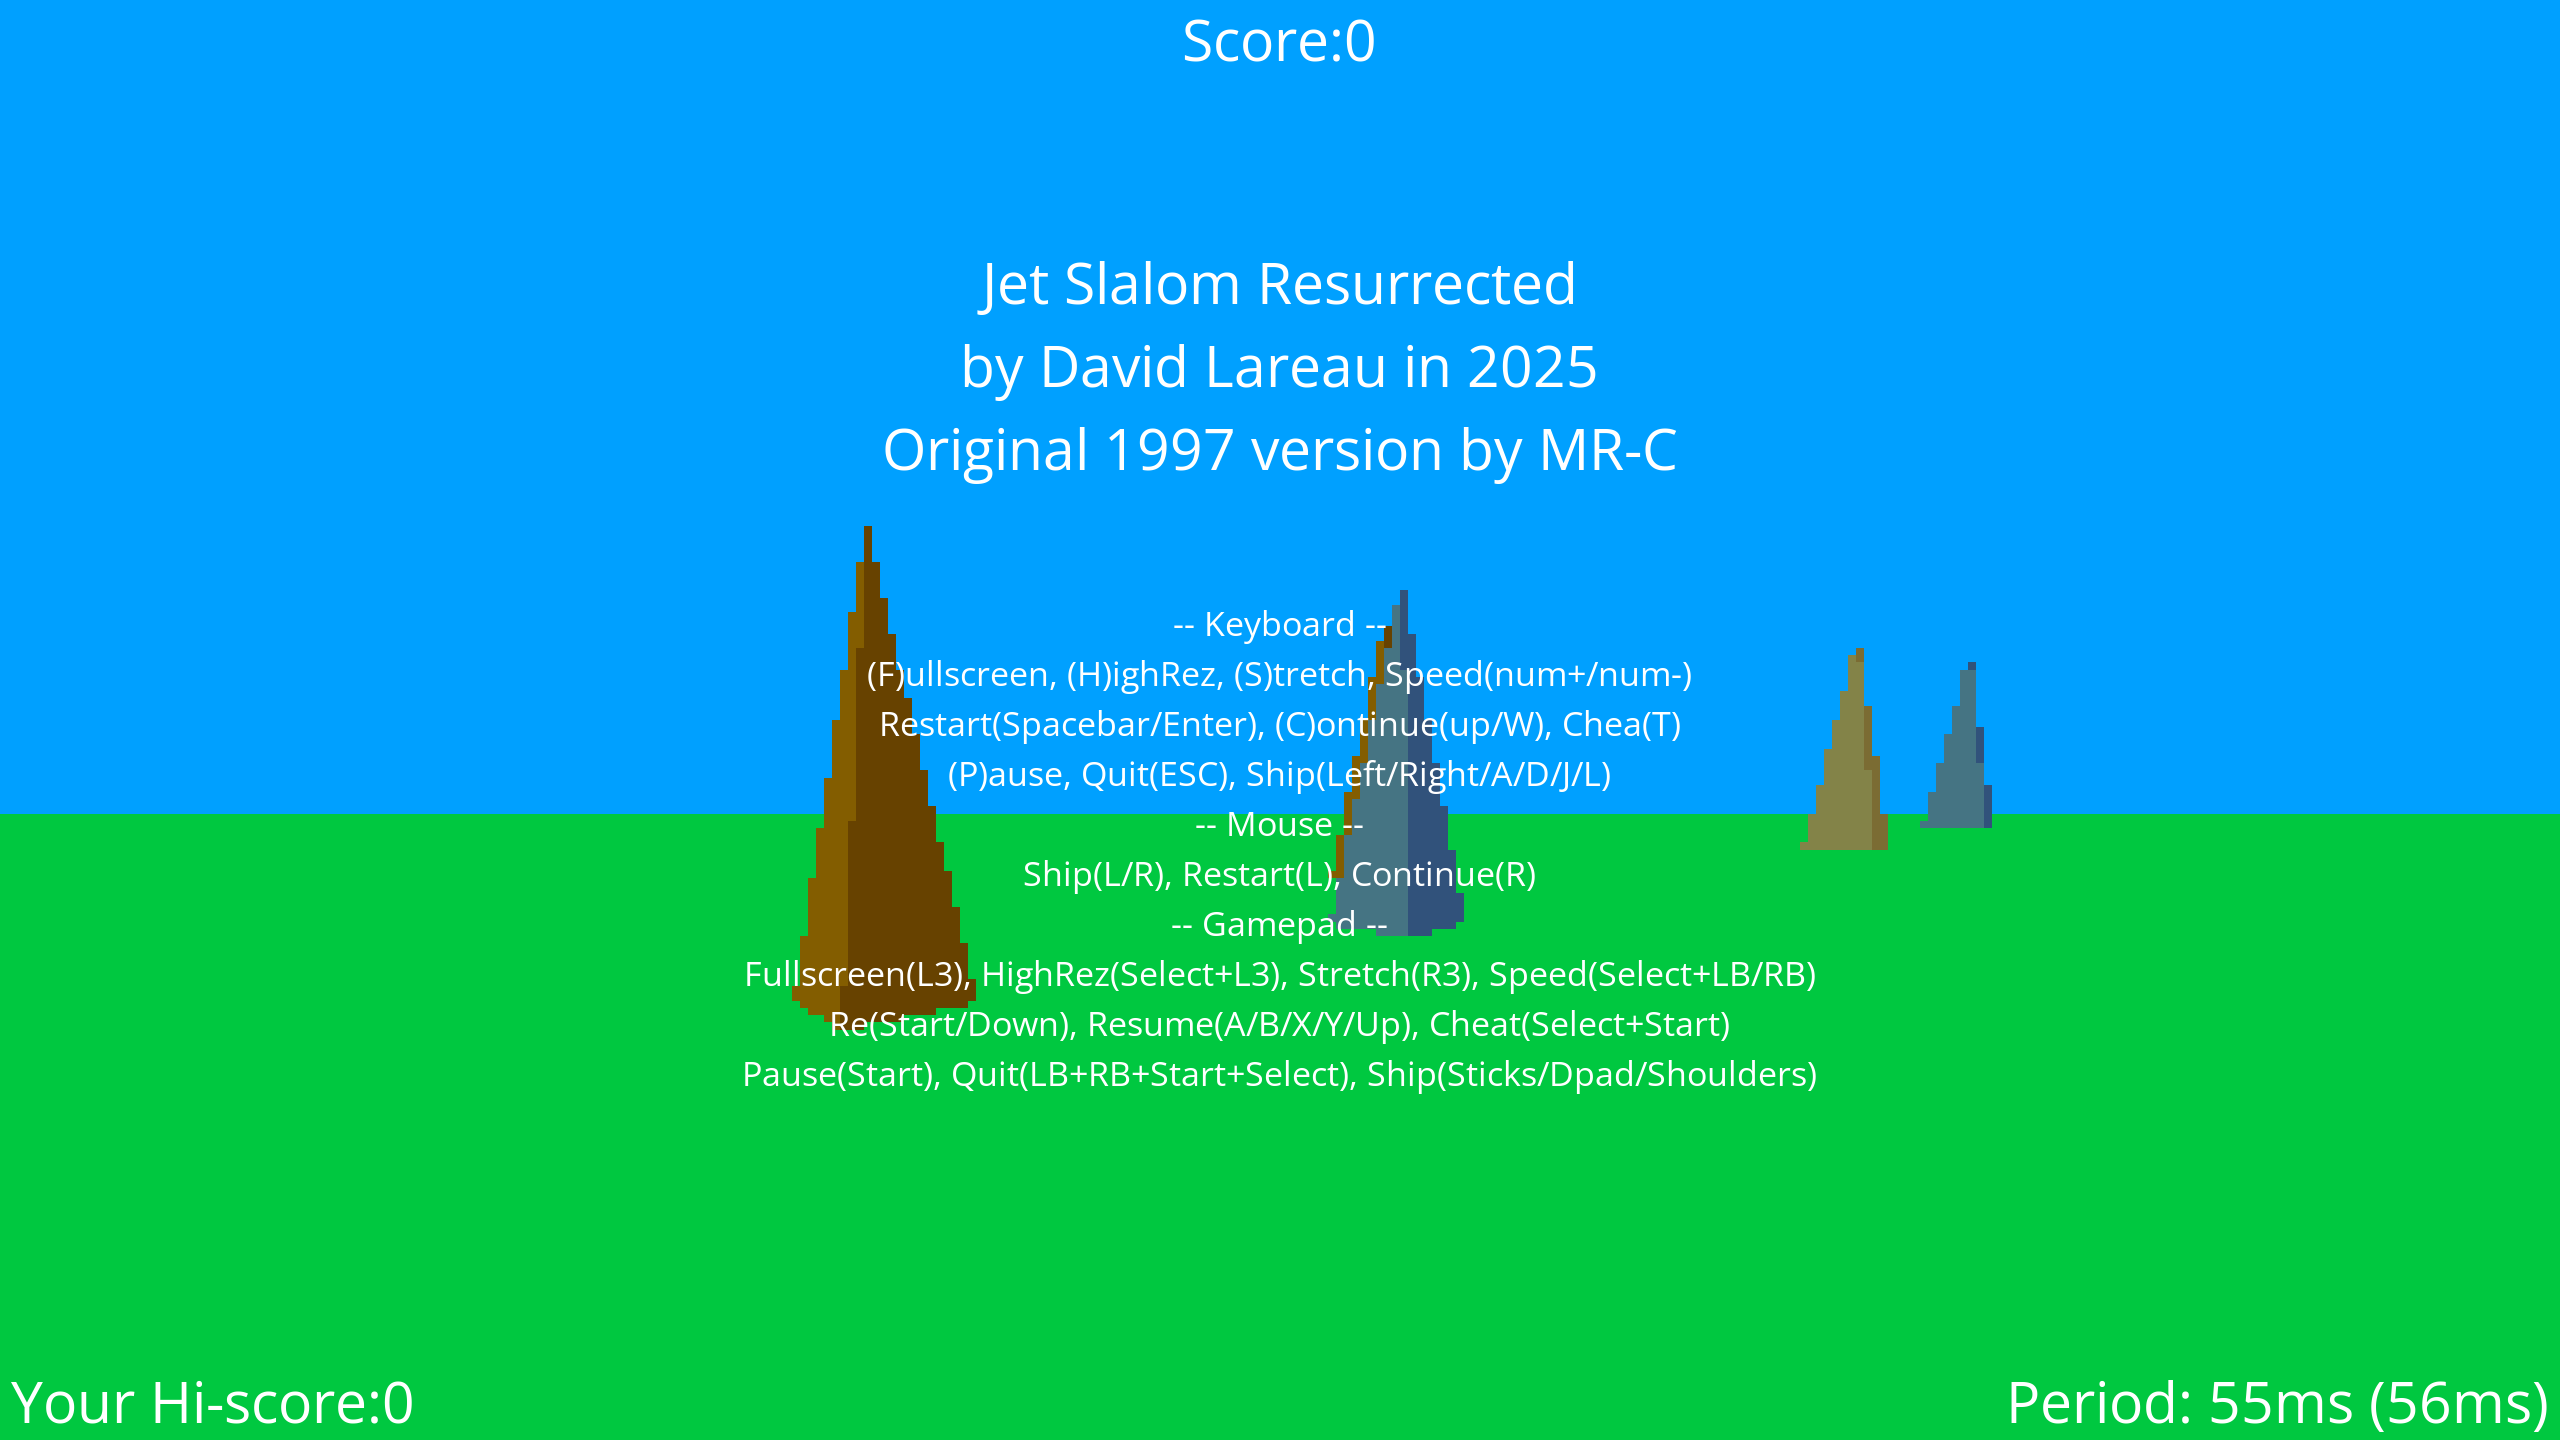 Score:0
Jet Slalom Resurrected
by David Lareau in 2025
Original 1997 version by MR-C
-- Keyboard --
(F)ullscreen, (H)ighRez, (S)tretch, Speed(num+/num-)
Restart(Spacebar/Enter), (C)ontinue(up/W), Chea(T)
(P)ause, Quit(ESC), Ship(Left/Right/A/D/J/L)
-- Mouse --
Ship(L/R), Restart(L), Continue(R)
-- Gamepad --
Fullscreen(L3), HighRez(Select+L3), Stretch(R3), Speed(Select+LB/RB)
Re(Start/Down), Resume(A/B/X/Y/Up), Cheat(Select+Start)
Pause(Start), Quit(LB+RB+Start+Select), Ship(Sticks/Dpad/Shoulders)
Your Hi-score:0
Period: 55ms (56ms)